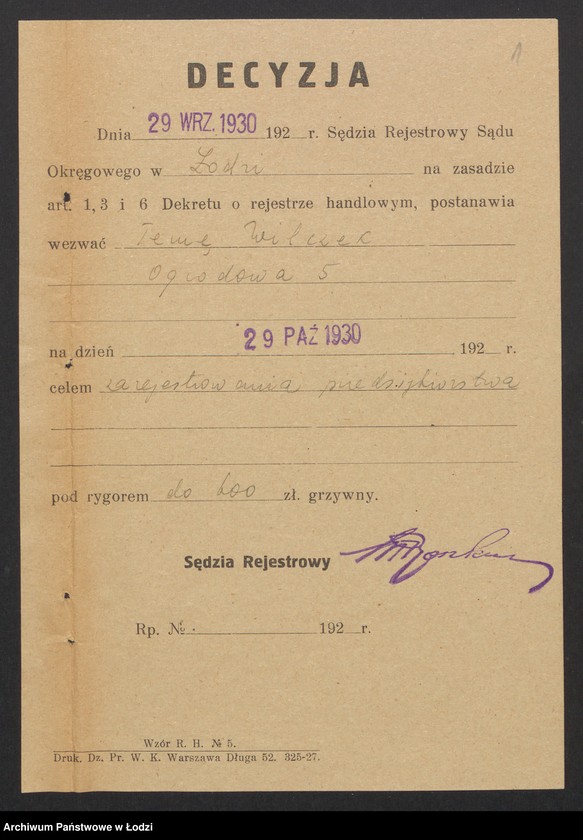 1
DECYZJA
Dnia 29 WRZ. 1930 192 r. Sędzia Rejestrowy Sądu
Okręgowego w Łodzi na zasadzie
art. 1, 3 i 6 Dekretu o rejestrze handlowym, postanawia
wezwać Temę Wilczek
Ogrodowa 5
na dzień 29 PAŹ 1930, 192 r.
celem zarejestrowania przedsiębiorstwa
pod rygorem do 600 zł. grzywny.
Sędzia Rejestrowy
Rp. № 192 r.
Wzór R. H. № 5.
Druk. Dz. Pr. W. K. Warszawa Długa 52. 325-27.
Archiwum Państwowe w Łodzi